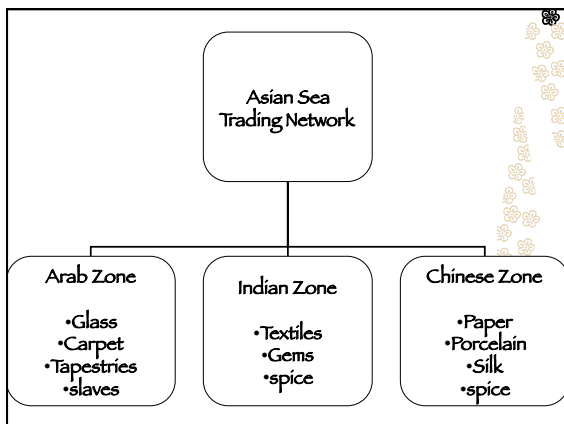 Asian Sea
Trading Network
Arab Zone
•Glass
•Carpet
•Tapestries
•slaves
Indian Zone
•Textiles
•Gems
•spice
Chinese Zone
•Paper
•Porcelain
•Silk
•spice